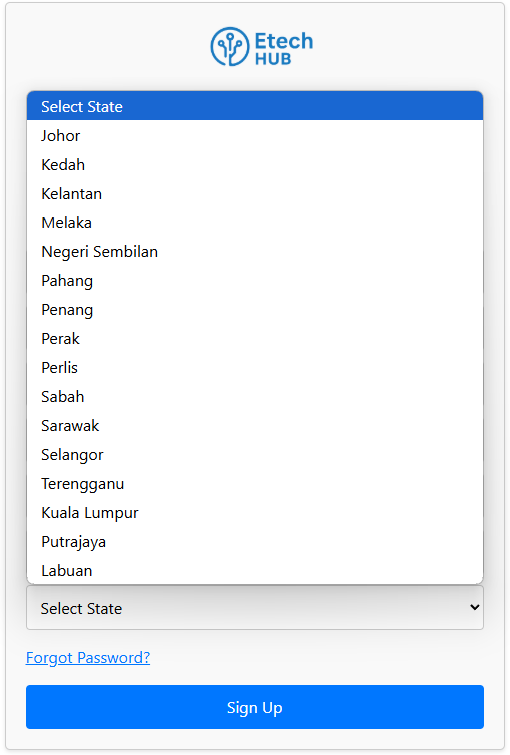 Etech
HUB
Select State
Johor
Kedah
Kelantan
Melaka
Negeri Sembilan
Pahang
Penang
Perak
Perlis
Sabah
Sarawak
Selangor
Terengganu
Kuala Lumpur
Putrajaya
Labuan
Select State
Forgot Password?
Sign Up